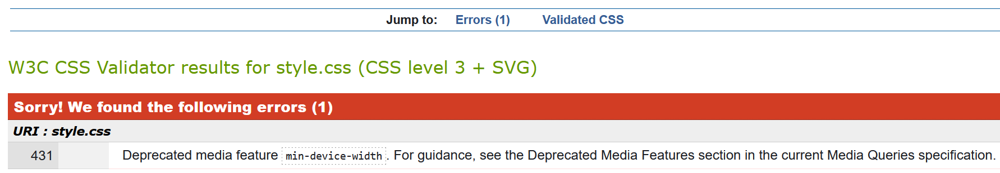 Jump to: Errors (1) Validated CSS
W3C CSS Validator results for style.css (CSS level 3 + SVG)
Sorry! We found the following errors (1)
URI : style.css
431 Deprecated media feature min-device-width. For guidance, see the Deprecated Media Features section in the current Media Queries specification.